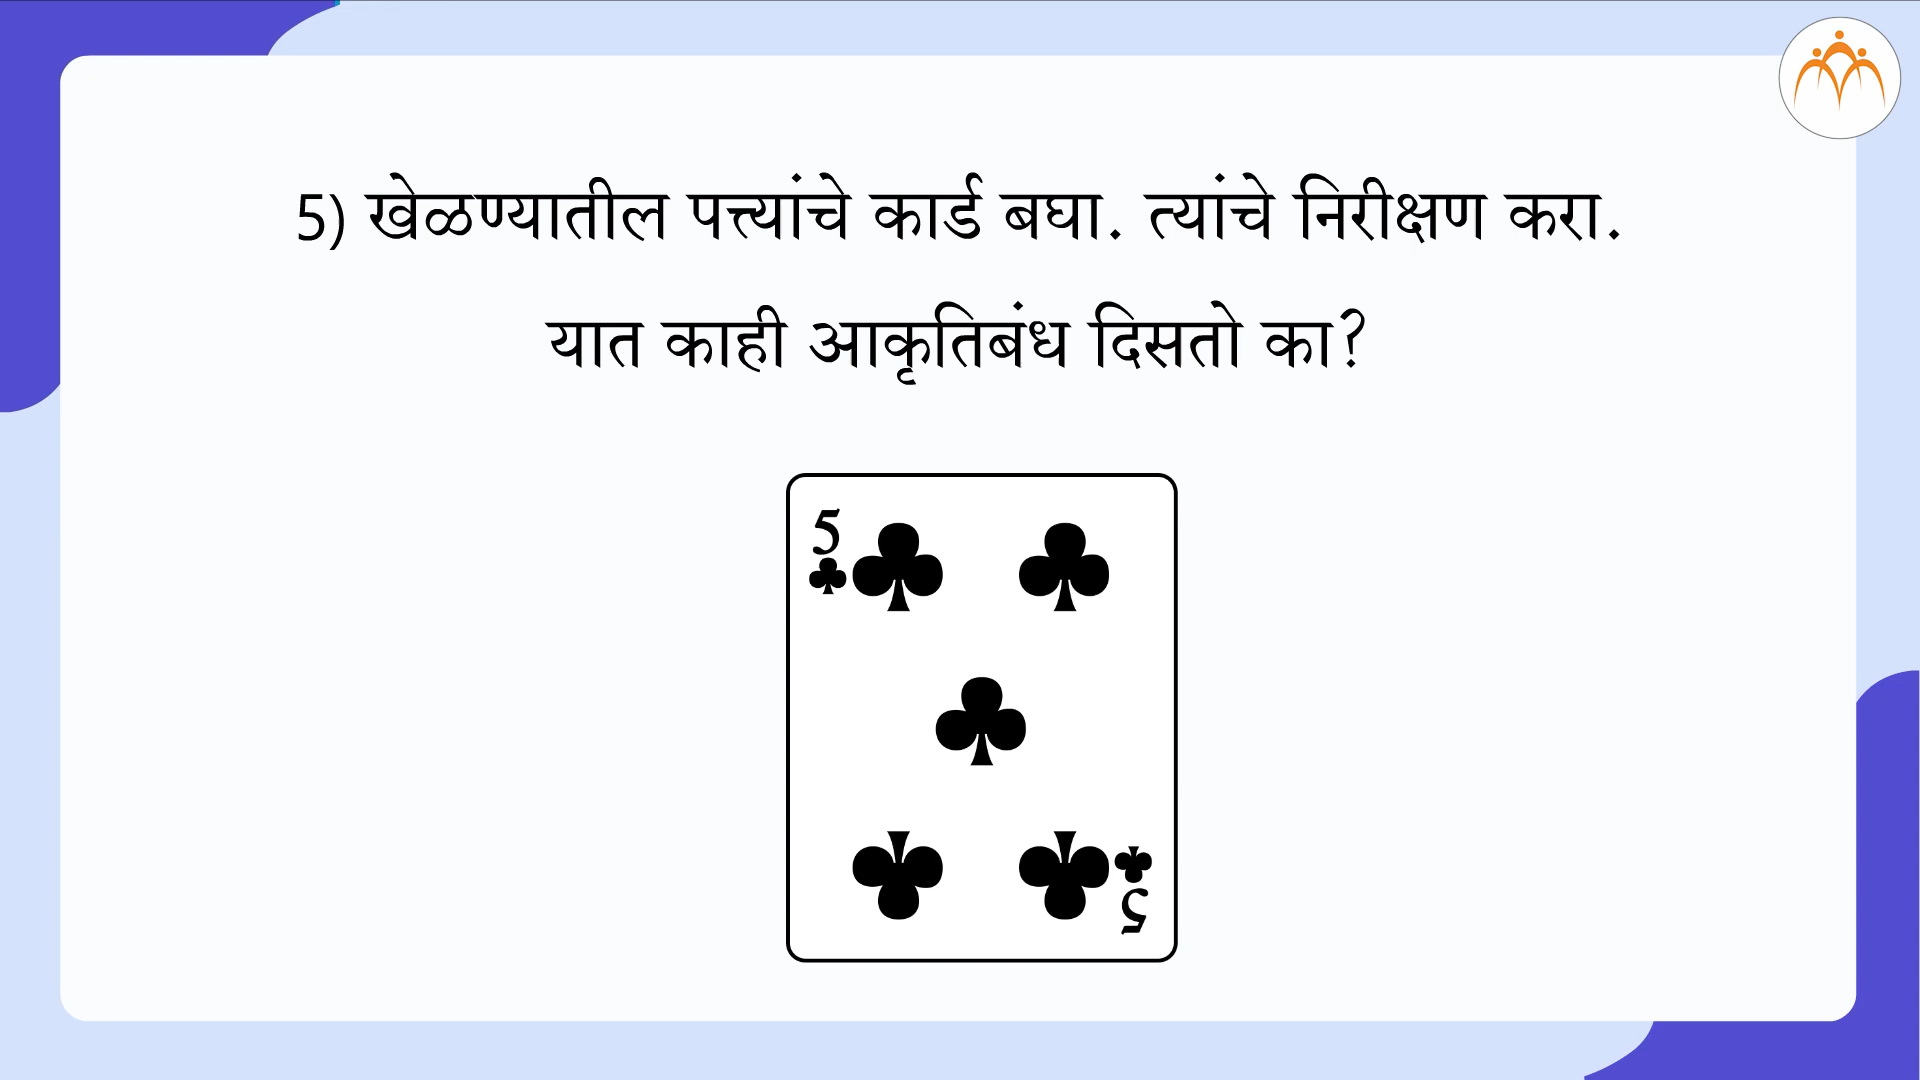 5) खेळण्यातील पत्त्यांचे कार्ड बघा. त्यांचे निरीक्षण करा.
यात काही आकृतिबंध दिसतो का?
5
5